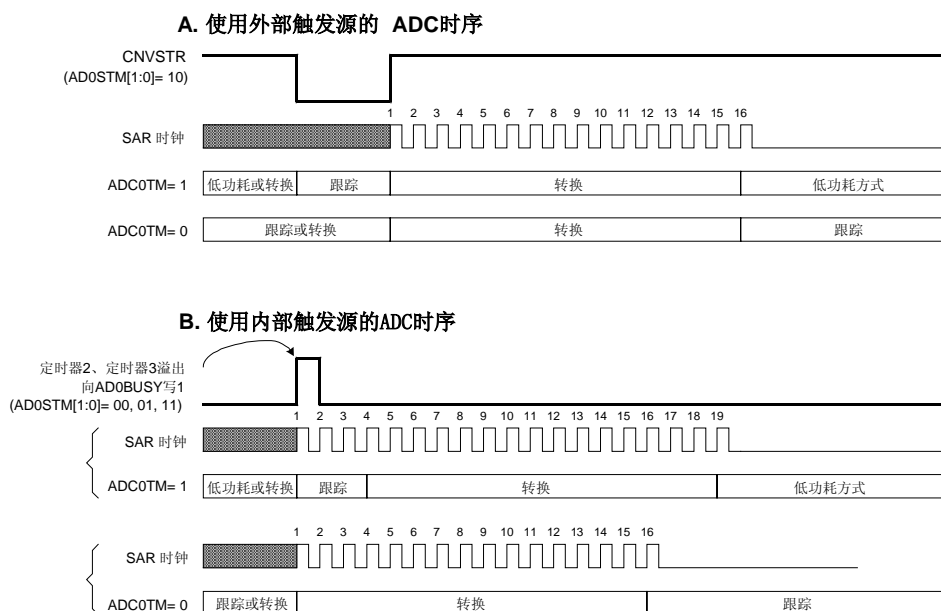 A. 使用外部触发源的 ADC时序
CNVSTR
(AD0STM[1:0]= 10)
1 2 3 4 5 6 7 8 9 10 11 12 13 14 15 16
SAR 时钟
ADC0TM= 1 低功耗或转换 跟踪 转换 低功耗方式
ADC0TM= 0 跟踪或转换 转换 跟踪
B. 使用内部触发源的ADC时序
定时器2、定时器3溢出
向AD0BUSY写1
(AD0STM[1:0]= 00, 01, 11)
1 2 3 4 5 6 7 8 9 10 11 12 13 14 15 16 17 18 19
SAR 时钟
ADC0TM= 1 低功耗或转换 跟踪 转换 低功耗方式
1 2 3 4 5 6 7 8 9 10 11 12 13 14 15 16
SAR 时钟
ADC0TM= 0 跟踪或转换 转换 跟踪